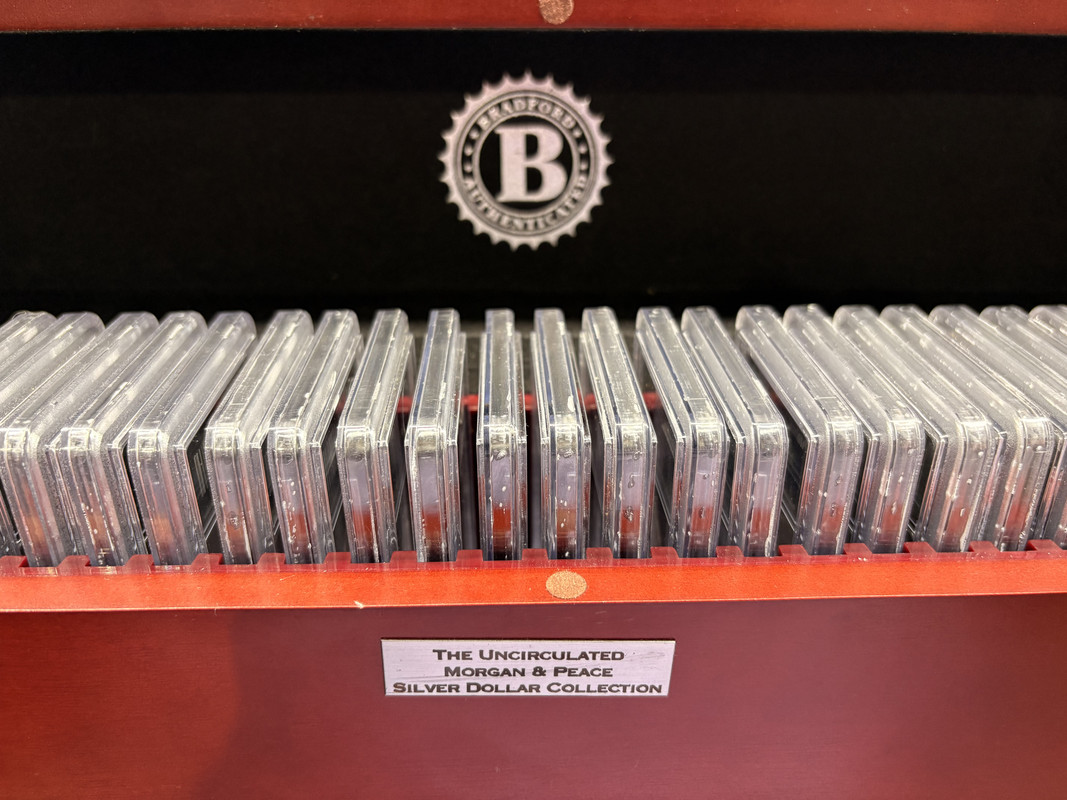 BRADFORD
B
AUTHENTICATED
THE UNCIRCULATED
MORGAN & PEACE
SILVER DOLLAR COLLECTION